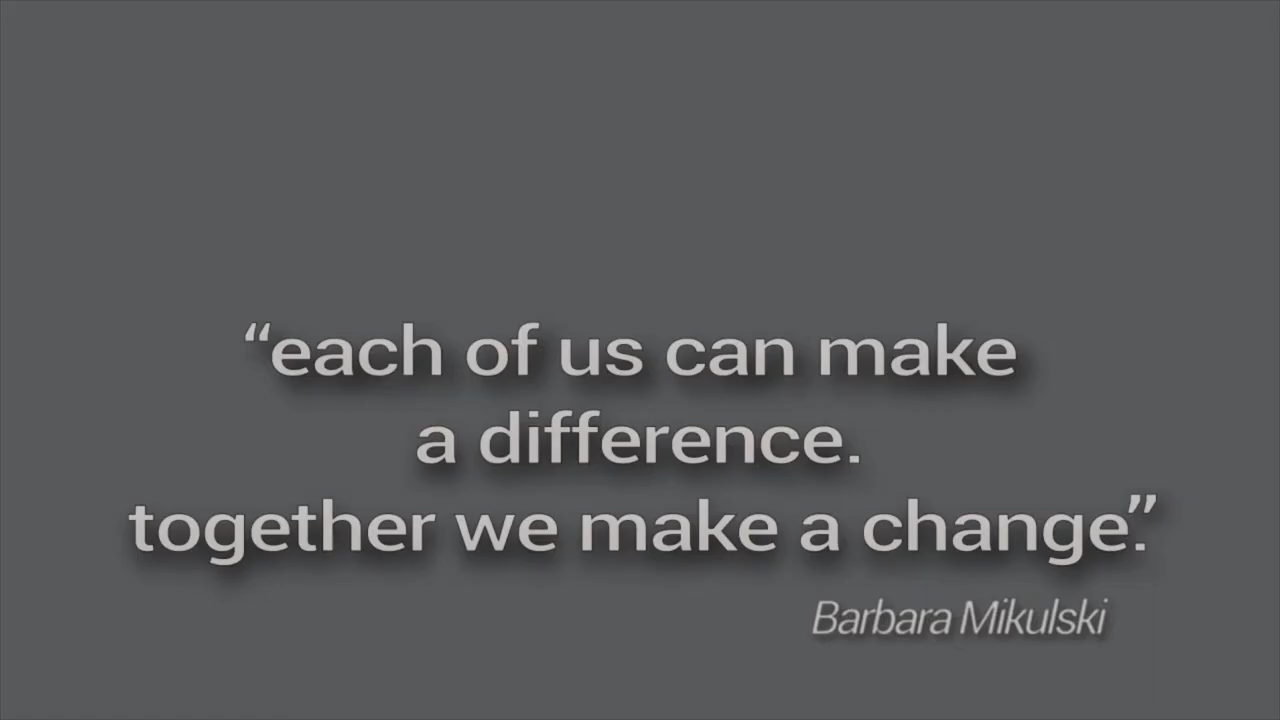 “each of us can make
a difference.
together we make a change.”
Barbara Mikulski